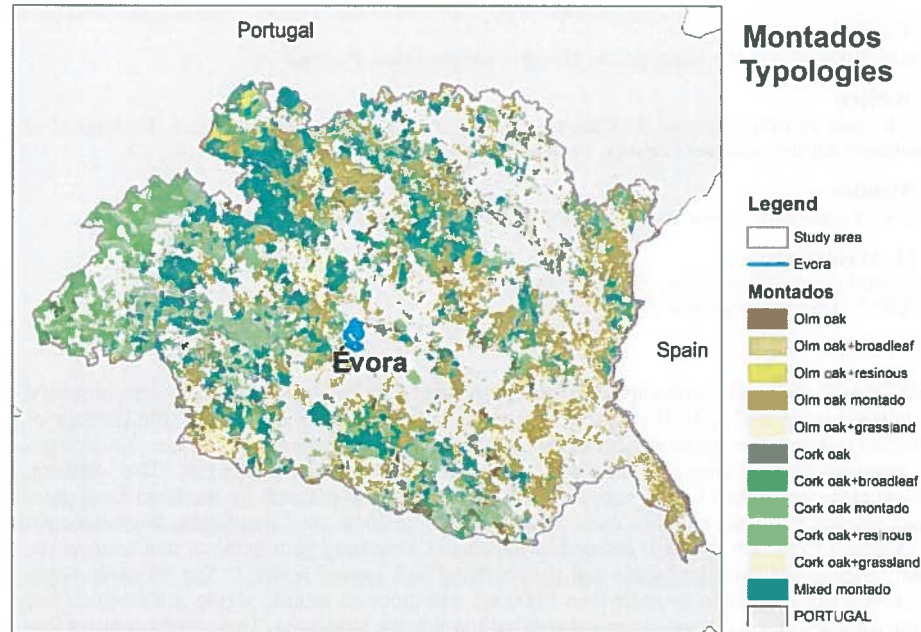 Portugal
Montados
Typologies
Legend
Study area
Evora
Montados
Olm oak
Olm oak+broadleaf
Olm oak+resinous
Olm oak montado
Olm oak+grassland
Cork oak
Cork oak+broadleaf
Cork oak montado
Cork oak+resinous
Cork oak+grassland
Mixed montado
PORTUGAL
Évora
Spain